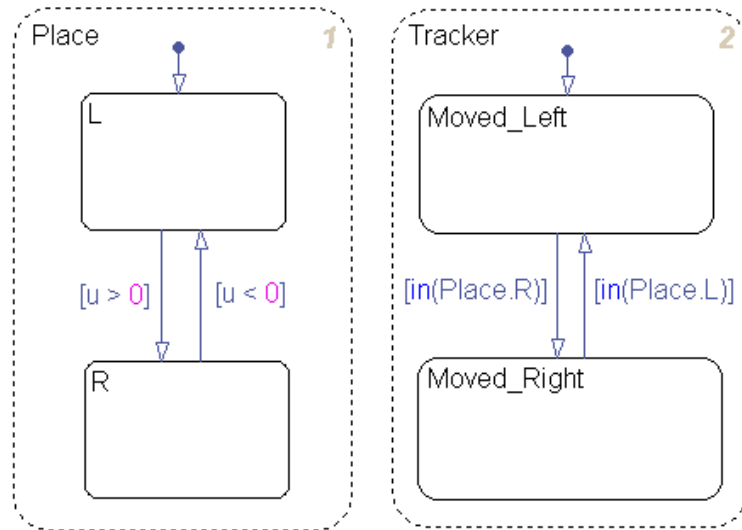 Place 1
L
[u > 0] [u < 0]
R
Tracker 2
Moved_Left
[in(Place.R)] [in(Place.L)]
Moved_Right